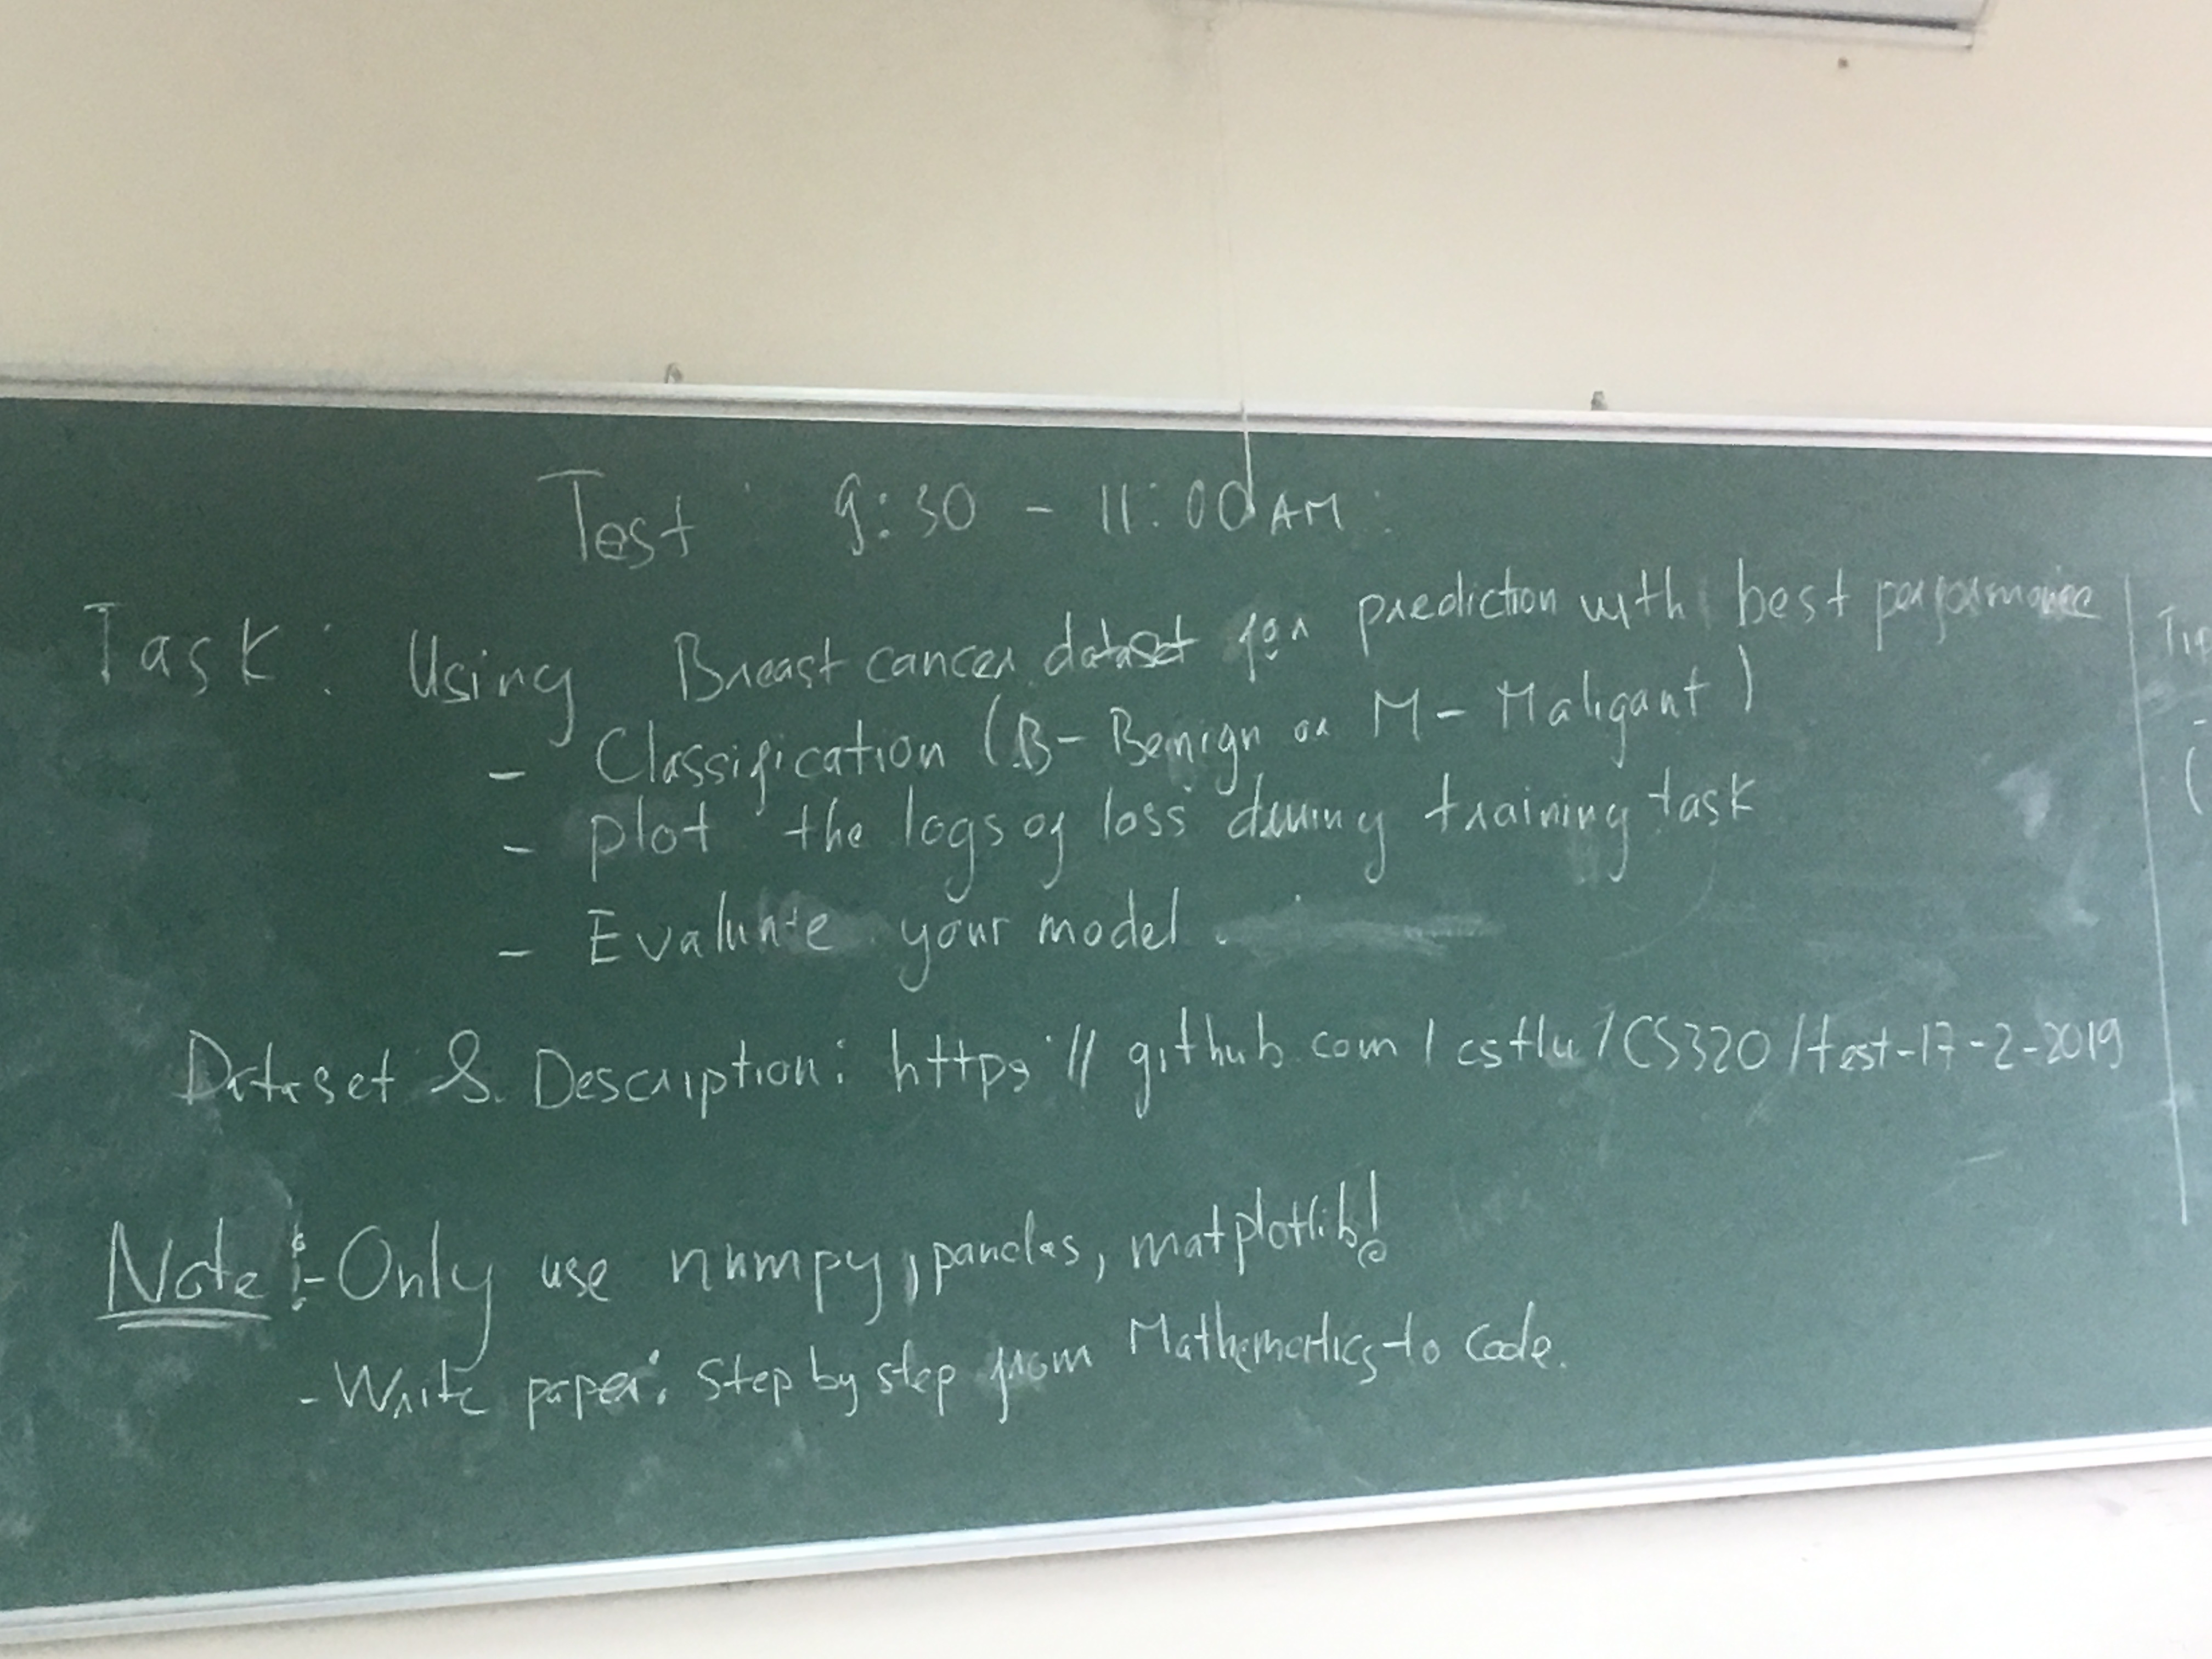 Test : 9:30 - 11:00 AM :
Task : Using Breast cancer dataset for prediction with best performance
- Classification (B- Benign or M- Maligant)
- plot the logs of loss during training task
- Evaluate your model .
Dataset & Description: https://github.com/cstlu/CS320/test-17-2-2019
Note : - Only use numpy, pandas, matplotlib!
- Write paper: Step by step from Mathematics to Code.